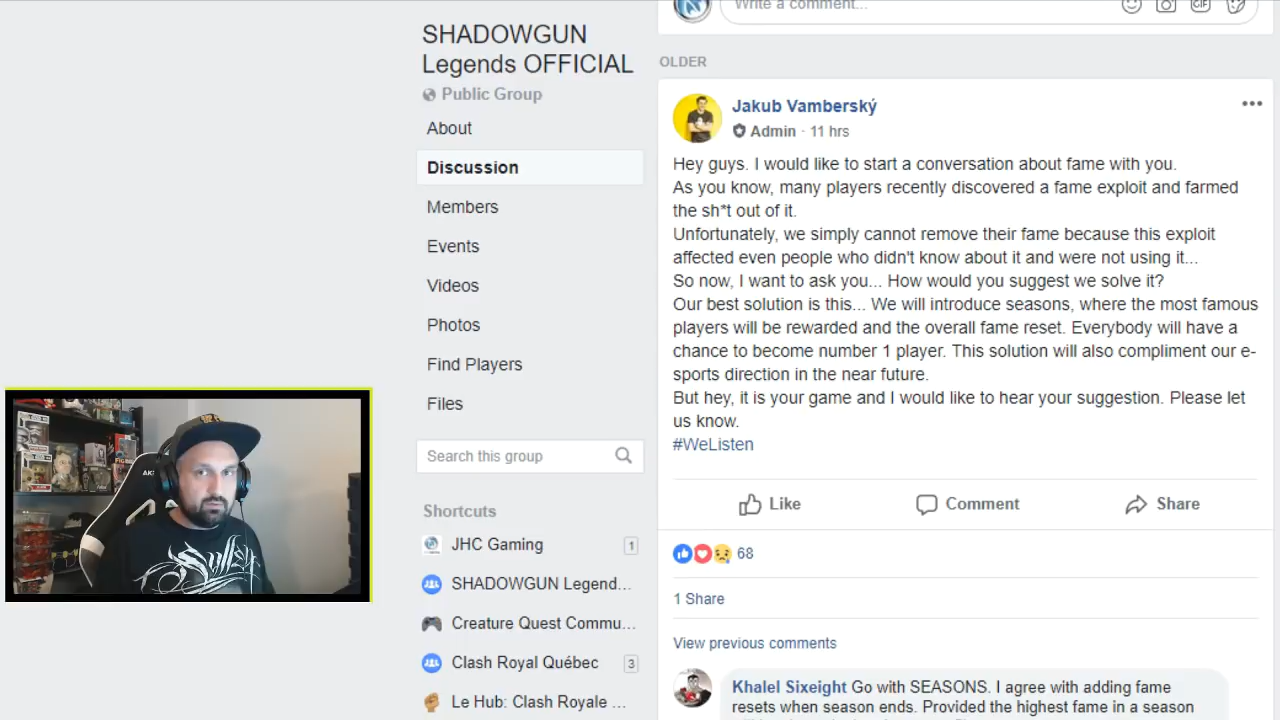 Write a comment...
SHADOWGUN
Legends OFFICIAL
Public Group
About
Discussion
Members
Events
Videos
Photos
Find Players
Files
Search this group
Shortcuts
JHC Gaming 1
SHADOWGUN Legend...
Creature Quest Commu...
Clash Royal Québec 3
Le Hub: Clash Royale ...
OLDER
Jakub Vamberský
Admin · 11 hrs
Hey guys. I would like to start a conversation about fame with you.
As you know, many players recently discovered a fame exploit and farmed
the sh*t out of it.
Unfortunately, we simply cannot remove their fame because this exploit
affected even people who didn't know about it and were not using it...
So now, I want to ask you... How would you suggest we solve it?
Our best solution is this... We will introduce seasons, where the most famous
players will be rewarded and the overall fame reset. Everybody will have a
chance to become number 1 player. This solution will also compliment our e-
sports direction in the near future.
But hey, it is your game and I would like to hear your suggestion. Please let
us know.
#WeListen
Like Comment Share
68
1 Share
View previous comments
Khalel Sixeight Go with SEASONS. I agree with adding fame
resets when season ends. Provided the highest fame in a season